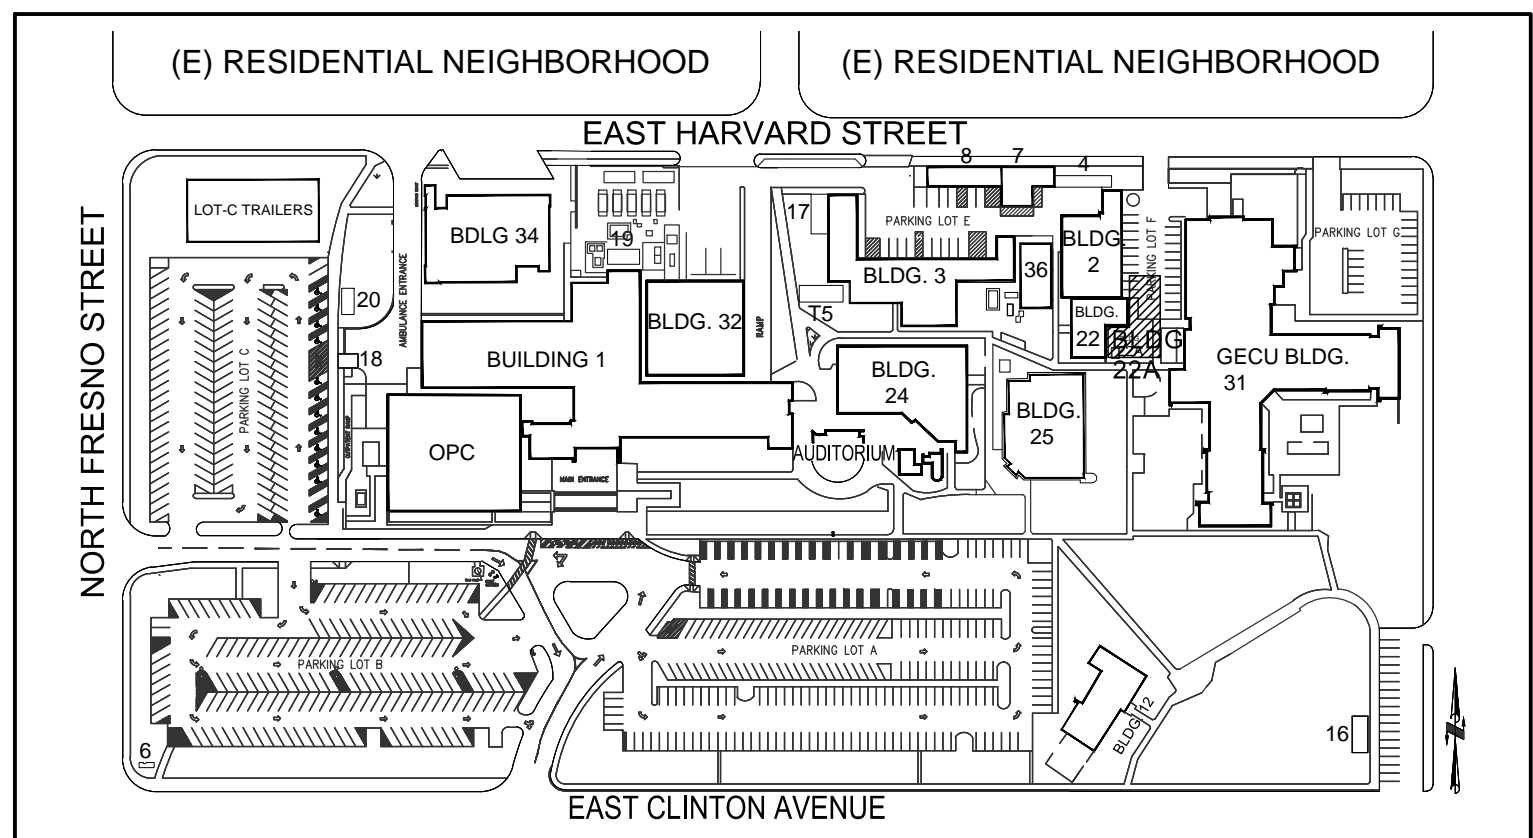 (E) RESIDENTIAL NEIGHBORHOOD
(E) RESIDENTIAL NEIGHBORHOOD
EAST HARVARD STREET
8
7
4
LOT-C TRAILERS
BDLG 34
19
17
PARKING LOT E
BLDG.
2
PARKING LOT F
PARKING LOT G
NORTH FRESNO STREET
AMBULANCE ENTRANCE
20
BLDG. 3
36
T5
BLDG.
22
BLDG
22A
BLDG. 32
RAMP
18
BUILDING 1
PARKING LOT C
BLDG.
24
GECU BLDG.
31
BLDG.
25
OPC
AUDITORIUM
MAIN ENTRANCE
PARKING LOT B
PARKING LOT A
BLDG. 12
16
6
N
EAST CLINTON AVENUE